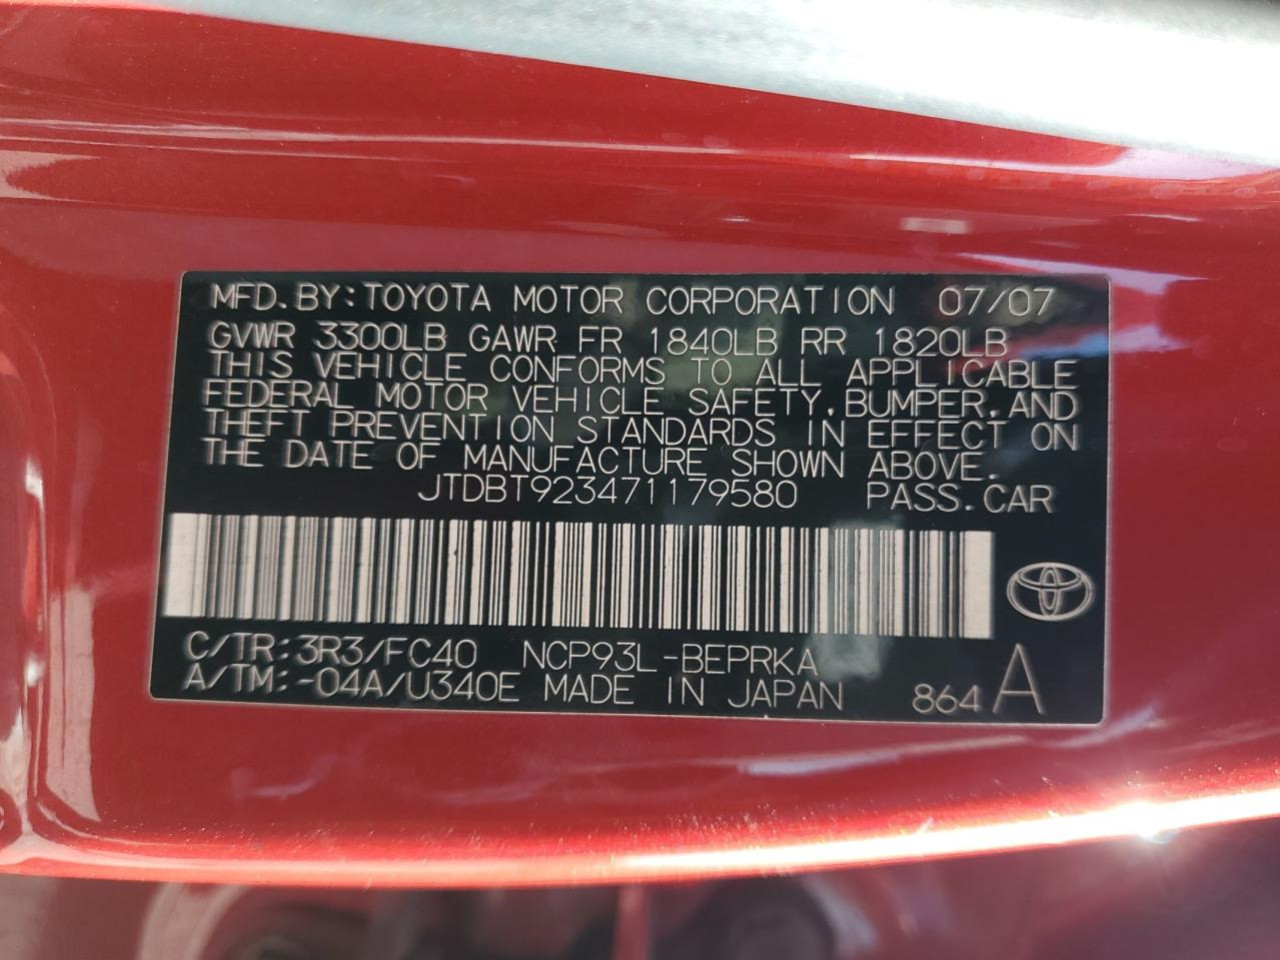 MFD.BY:TOYOTA MOTOR CORPORATION 07/07
GVWR 3300LB GAWR FR 1840LB RR 1820LB
THIS VEHICLE CONFORMS TO ALL APPLICABLE
FEDERAL MOTOR VEHICLE SAFETY,BUMPER,AND
THEFT PREVENTION STANDARDS IN EFFECT ON
THE DATE OF MANUFACTURE SHOWN ABOVE.
JTDBT923471179580 PASS.CAR
C/TR:3R3/FC40 NCP93L-BEPRKA
A/TM:-04A/U340E MADE IN JAPAN 864 A